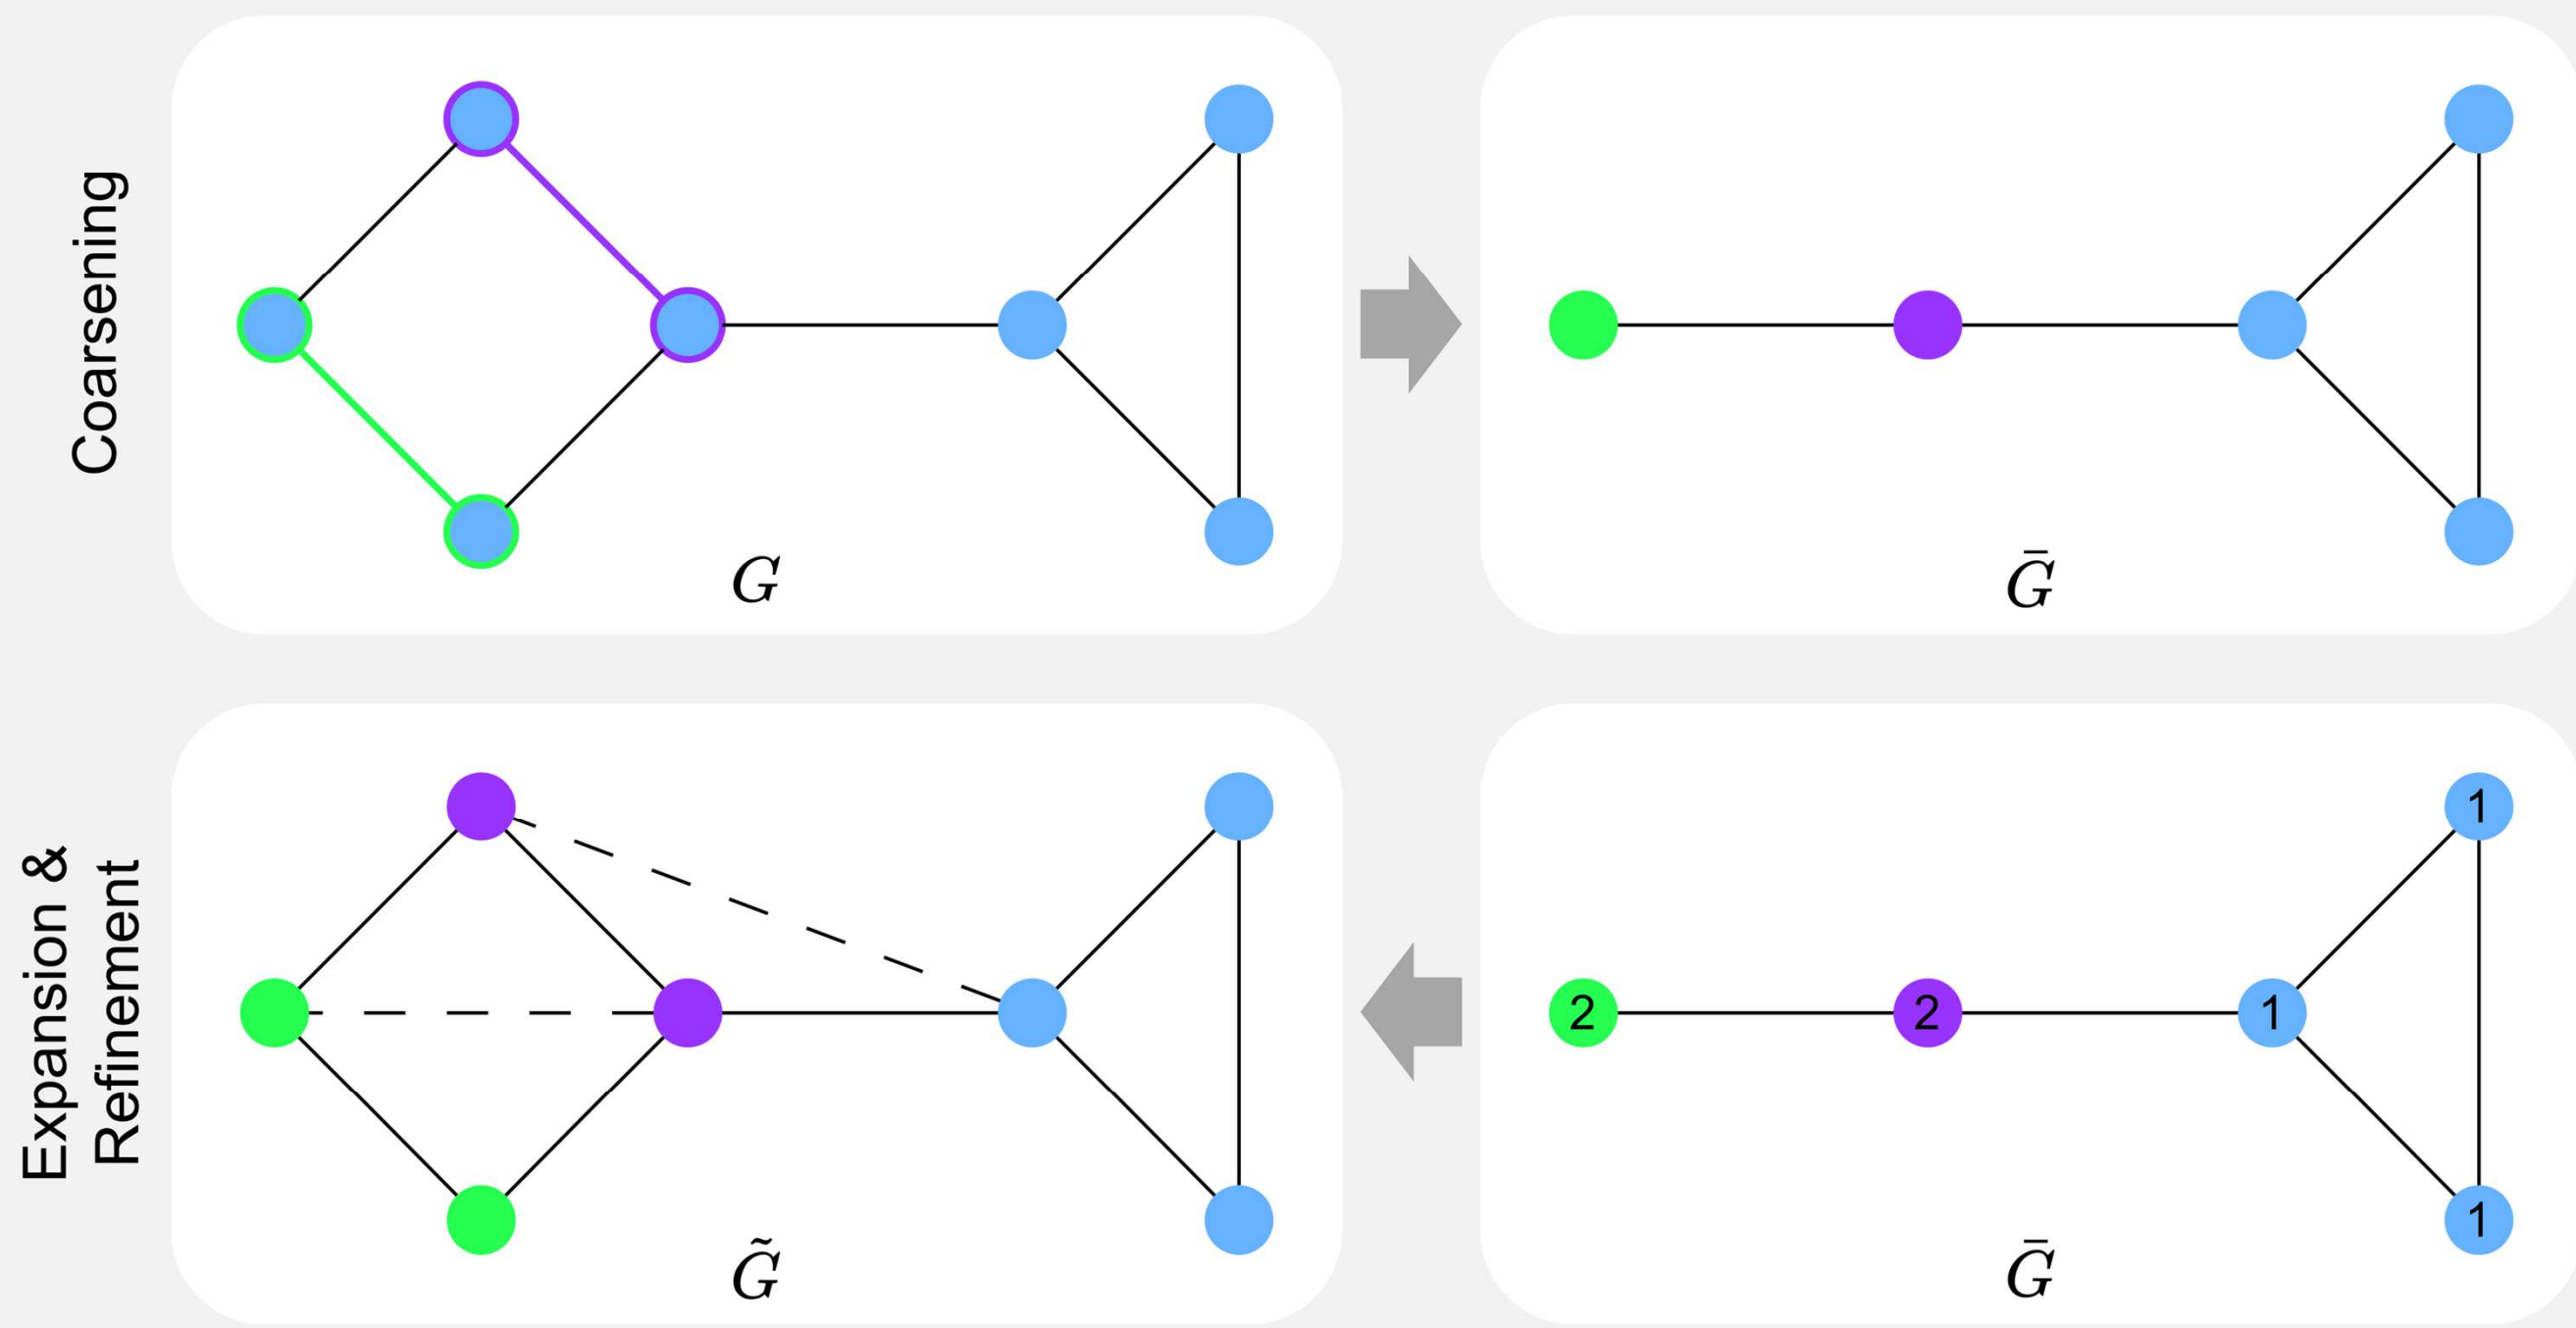 Coarsening
G
Ḡ
Expansion &
Refinement
G̃
2
2
1
1
1
Ḡ